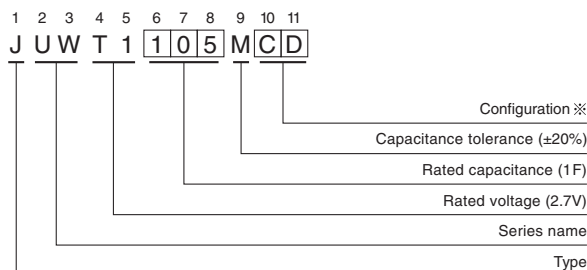 1 2 3 4 5 6 7 8 9 10 11
J U W T 1 1 0 5 M C D
Configuration ※
Capacitance tolerance (±20%)
Rated capacitance (1F)
Rated voltage (2.7V)
Series name
Type